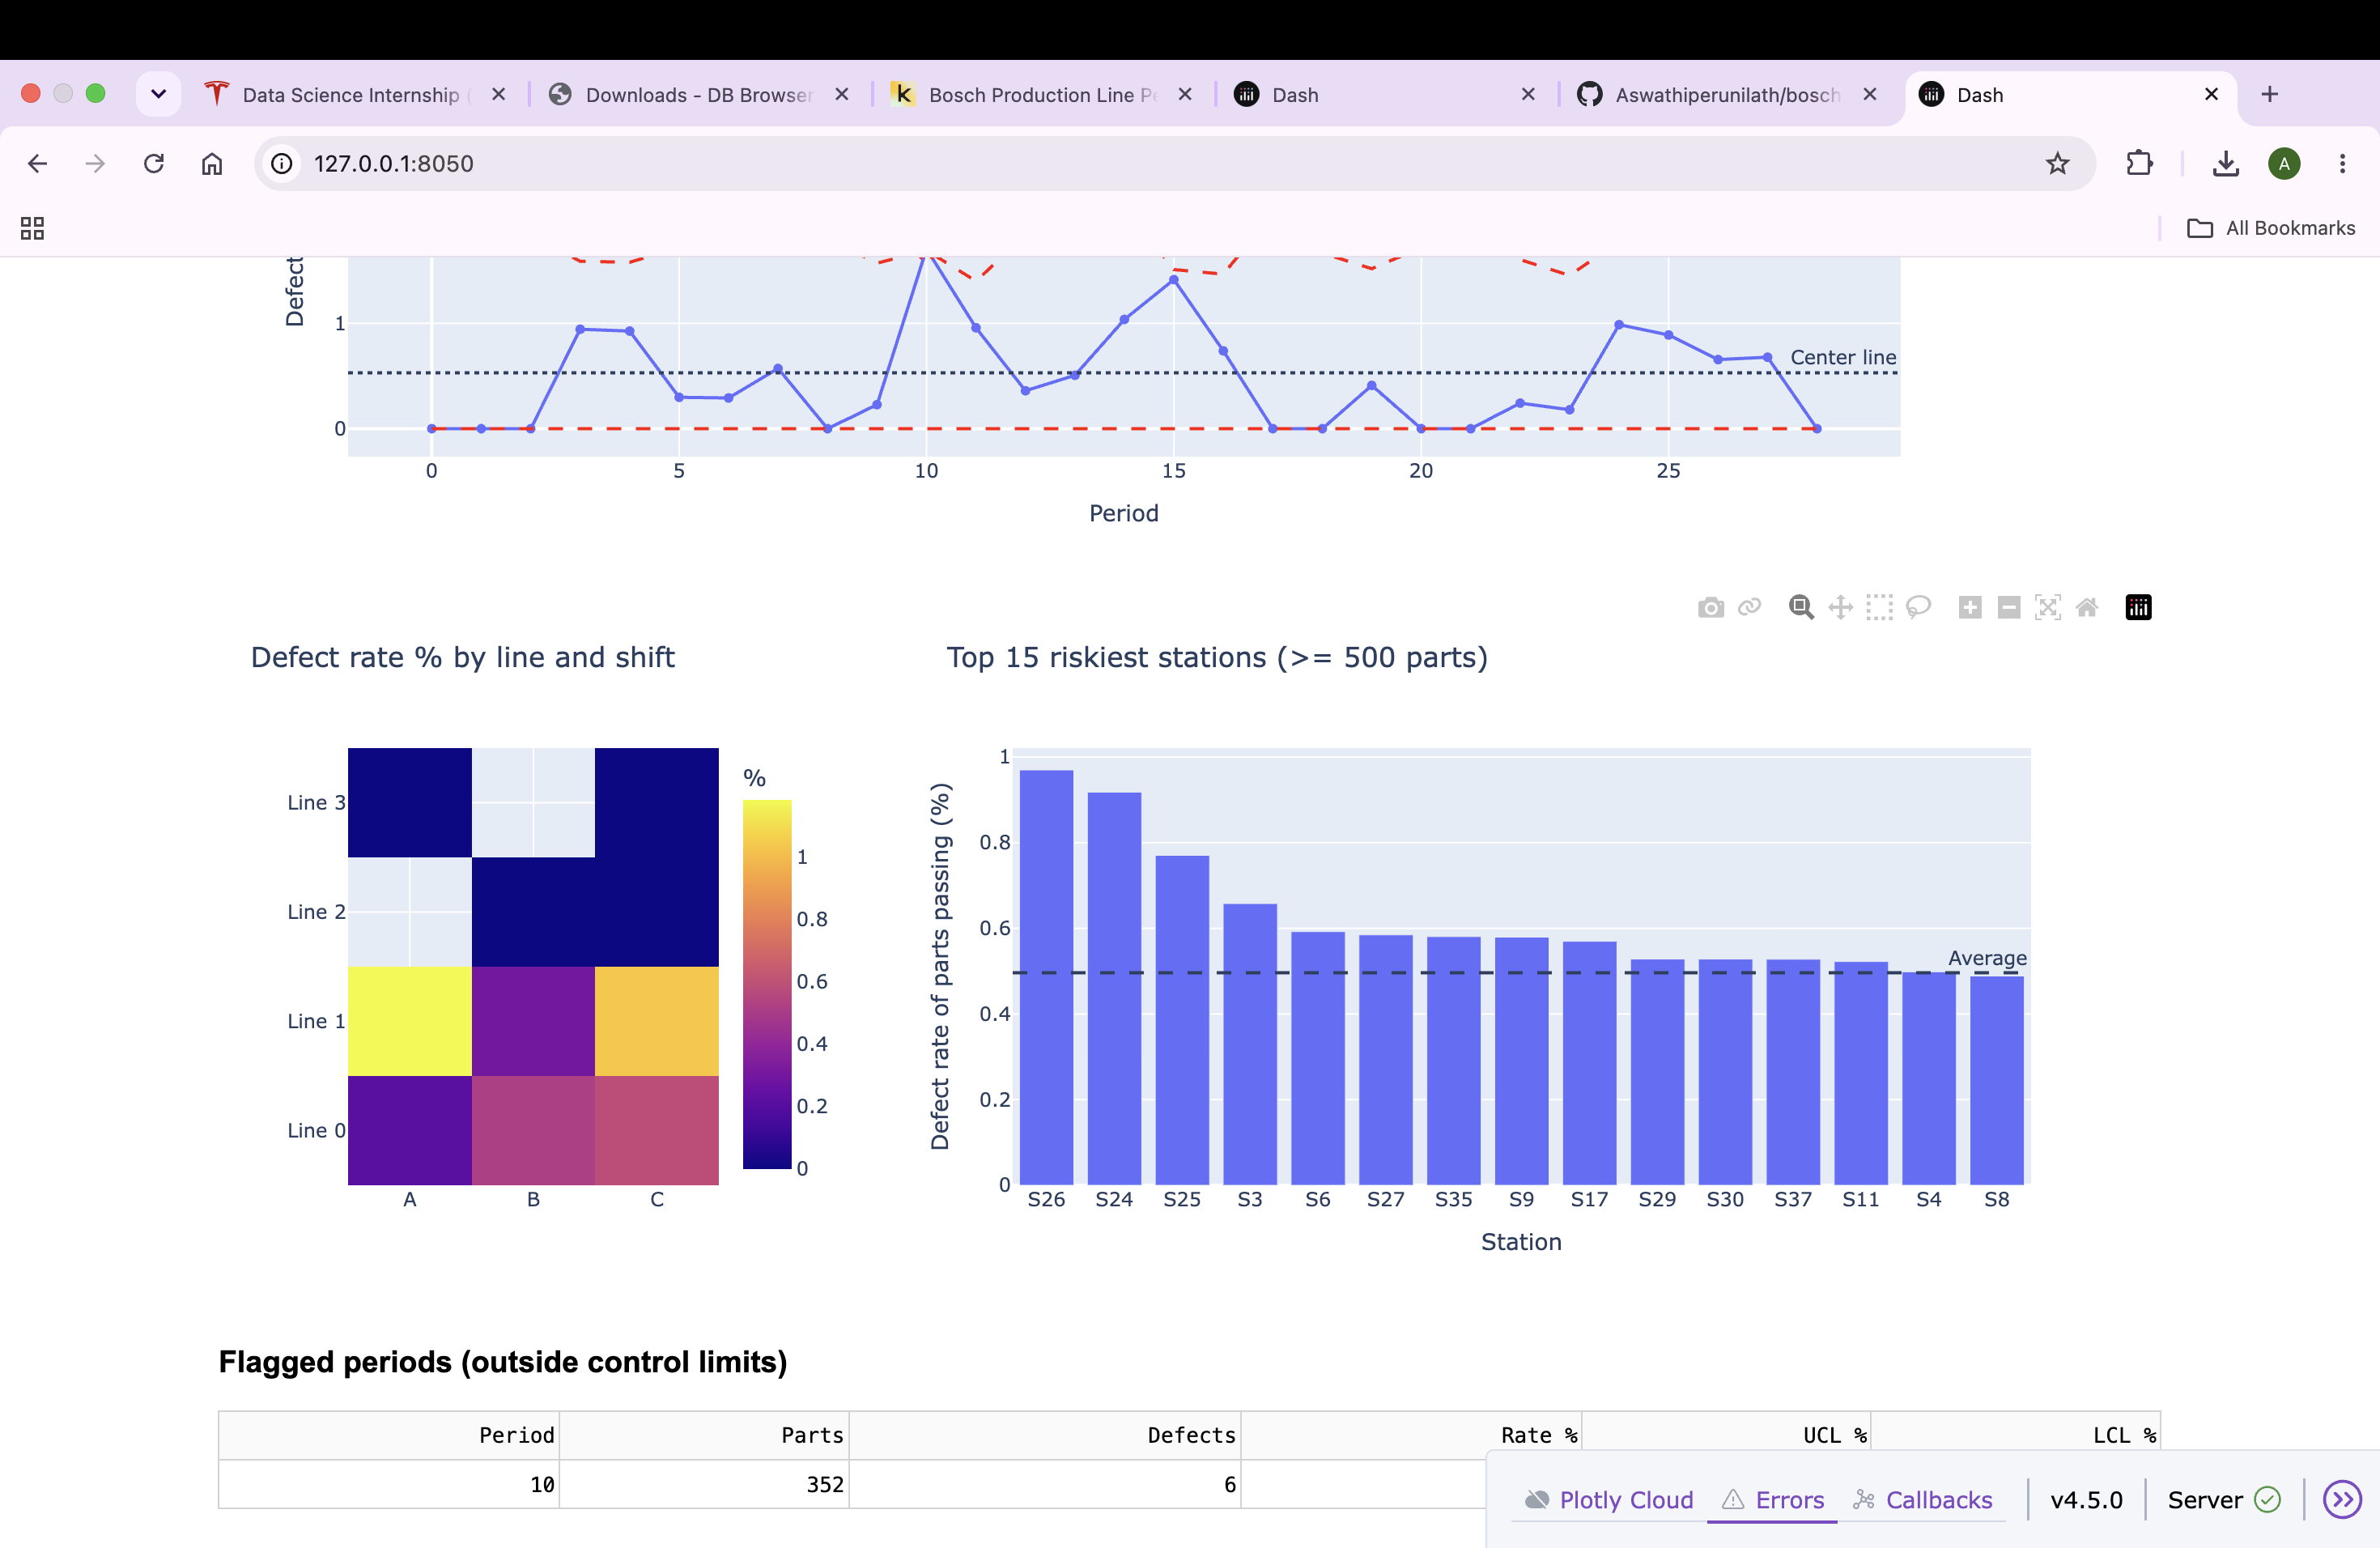 Data Science Internship
Downloads - DB Browser
Bosch Production Line Pe
Dash
Aswathiperunilath/bosch
Dash
127.0.0.1:8050
A
All Bookmarks
Defect
1
0
Center line
0 5 10 15 20 25
Period
Defect rate % by line and shift
Top 15 riskiest stations (>= 500 parts)
Line 3
Line 2
Line 1
Line 0
A B C
%
1
0.8
0.6
0.4
0.2
0
Defect rate of parts passing (%)
1
0.8
0.6
0.4
0.2
0
Average
S26 S24 S25 S3 S6 S27 S35 S9 S17 S29 S30 S37 S11 S4 S8
Station
Flagged periods (outside control limits)
Period Parts Defects Rate % UCL % LCL %
10 352 6
Plotly Cloud Errors Callbacks v4.5.0 Server